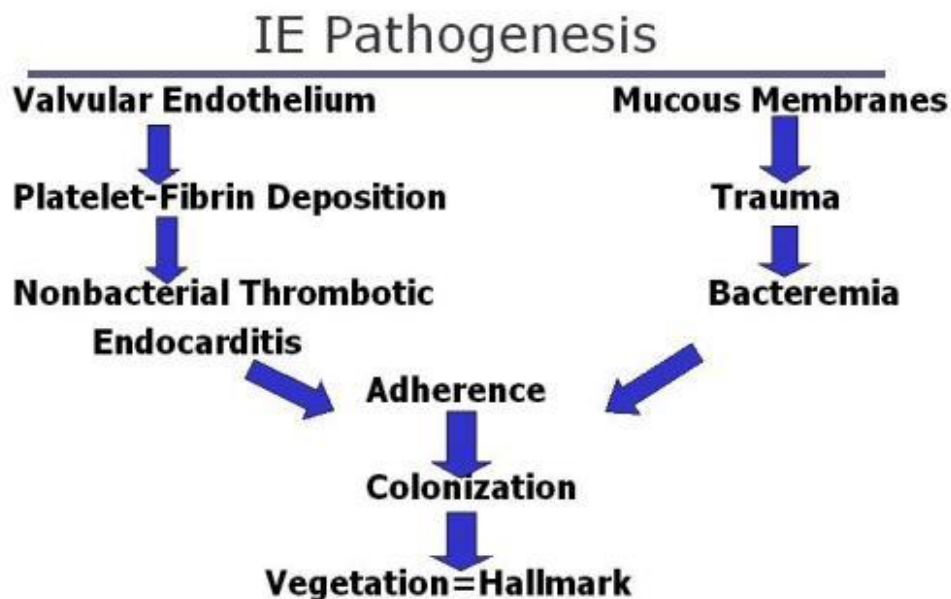 IE Pathogenesis
Valvular Endothelium
Mucous Membranes
Platelet-Fibrin Deposition
Trauma
Nonbacterial Thrombotic
Endocarditis
Bacteremia
Adherence
Colonization
Vegetation=Hallmark